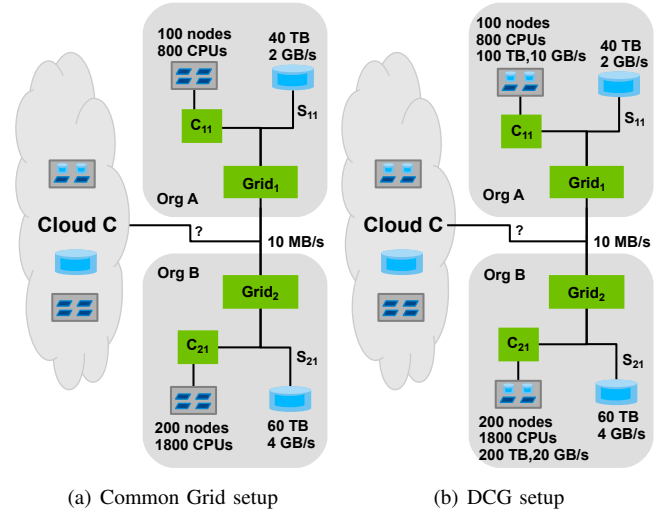 100 nodes
800 CPUs
40 TB
2 GB/s
S11
C11
Grid1
Org A
Cloud C
?
10 MB/s
Org B
Grid2
C21
S21
200 nodes
1800 CPUs
60 TB
4 GB/s
(a) Common Grid setup
100 nodes
800 CPUs
100 TB,10 GB/s
40 TB
2 GB/s
S11
C11
Grid1
Org A
Cloud C
?
10 MB/s
Org B
Grid2
C21
S21
200 nodes
1800 CPUs
200 TB,20 GB/s
60 TB
4 GB/s
(b) DCG setup